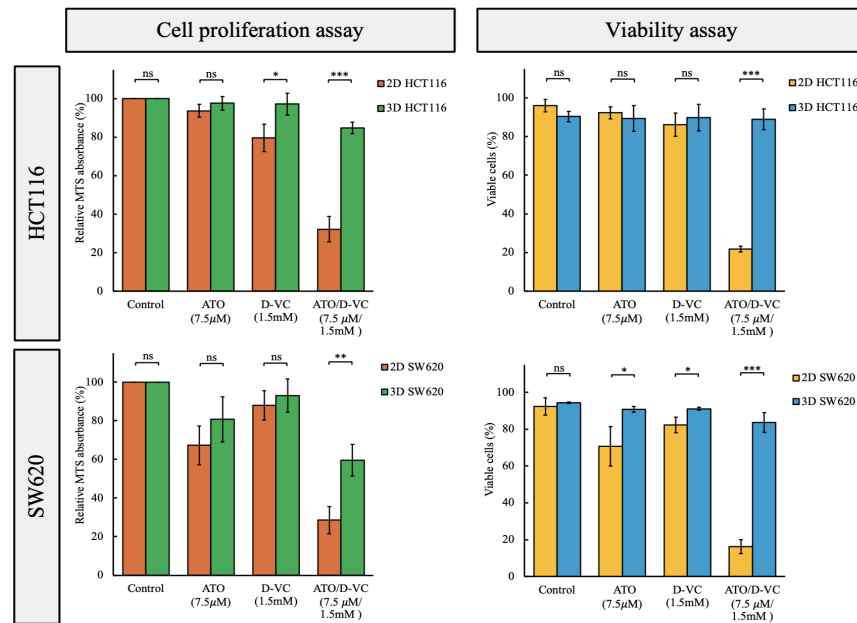 Cell proliferation assay
Viability assay
HCT116
ns
ns
*
***
2D HCT116
3D HCT116
Relative MTS absorbance (%)
100
80
60
40
20
0
Control
ATO
(7.5μM)
D-VC
(1.5mM)
ATO/D-VC
(7.5 μM/
1.5mM )
ns
ns
ns
***
2D HCT116
3D HCT116
Viable cells (%)
100
80
60
40
20
0
Control
ATO
(7.5μM)
D-VC
(1.5mM)
ATO/D-VC
(7.5 μM/
1.5mM )
SW620
ns
ns
ns
**
2D SW620
3D SW620
Relative MTS absorbance (%)
100
80
60
40
20
0
Control
ATO
(7.5μM)
D-VC
(1.5mM)
ATO/D-VC
(7.5 μM/
1.5mM )
ns
*
*
***
2D SW620
3D SW620
Viable cells (%)
100
80
60
40
20
0
Control
ATO
(7.5μM)
D-VC
(1.5mM)
ATO/D-VC
(7.5 μM/
1.5mM )